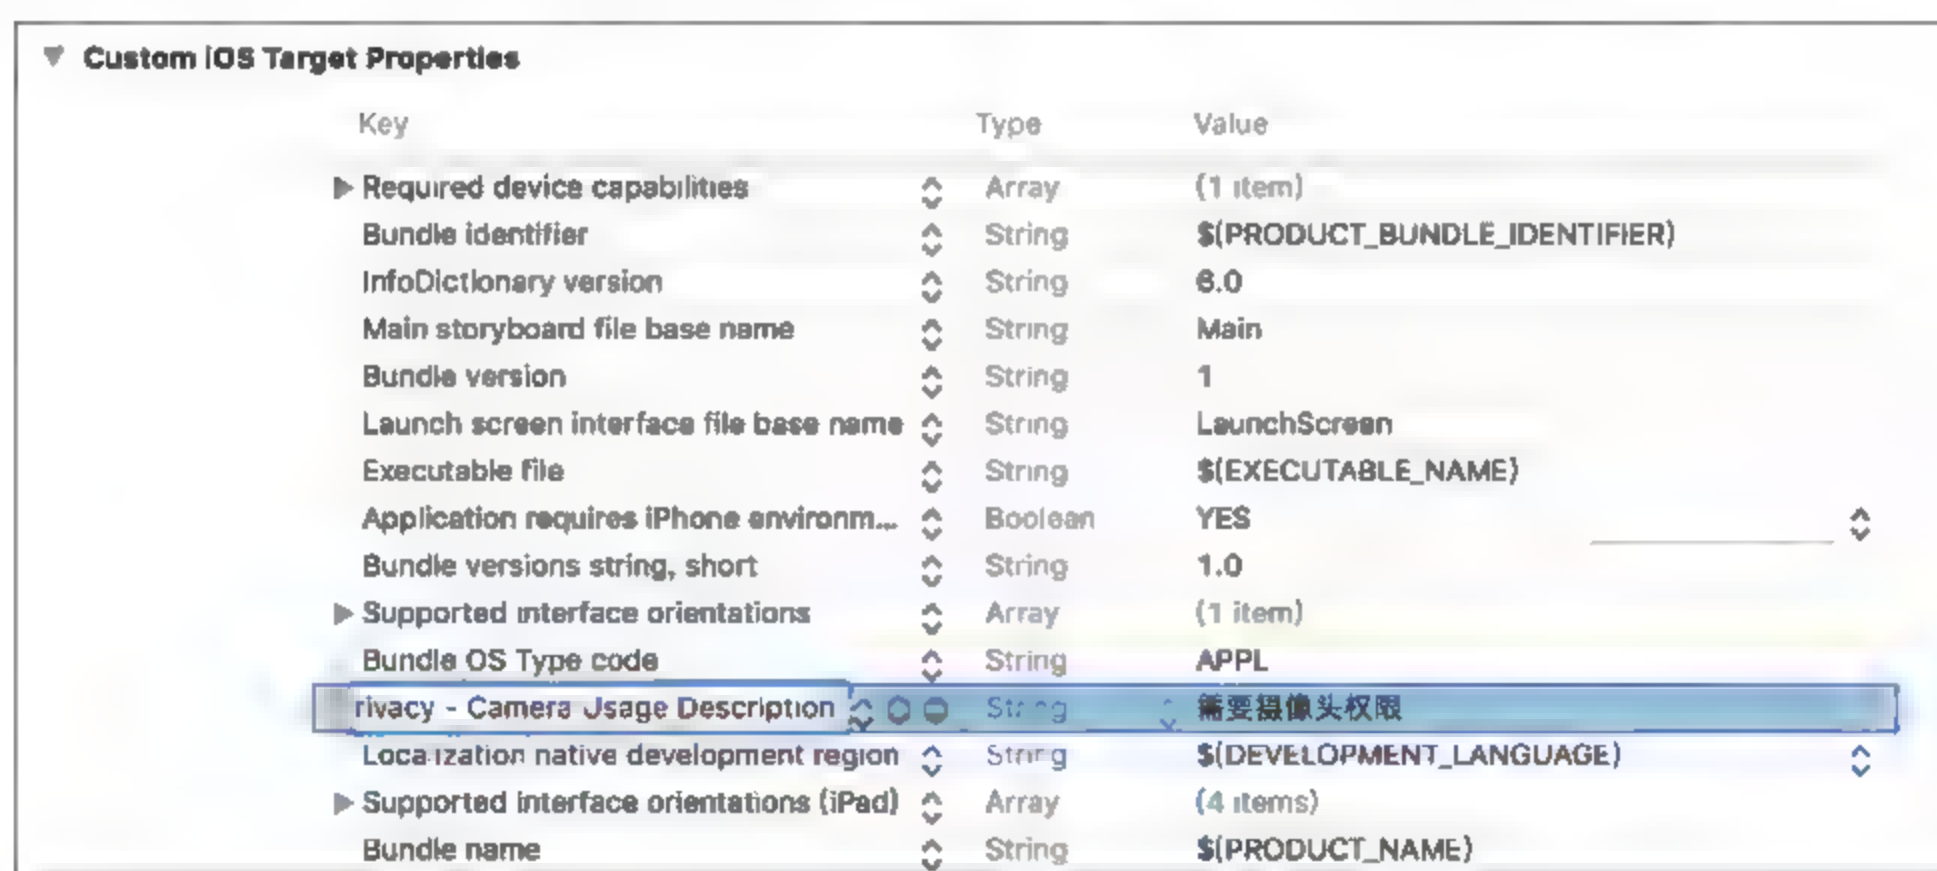 Custom iOS Target Properties
Key Type Value
Required device capabilities Array (1 item)
Bundle identifier String $(PRODUCT_BUNDLE_IDENTIFIER)
InfoDictionary version String 6.0
Main storyboard file base name String Main
Bundle version String 1
Launch screen interface file base name String LaunchScreen
Executable file String $(EXECUTABLE_NAME)
Application requires iPhone environm... Boolean YES
Bundle versions string, short String 1.0
Supported interface orientations Array (1 item)
Bundle OS Type code String APPL
rivacy - Camera Usage Description String 需要摄像头权限
Localization native development region String $(DEVELOPMENT_LANGUAGE)
Supported interface orientations (iPad) Array (4 items)
Bundle name String $(PRODUCT_NAME)